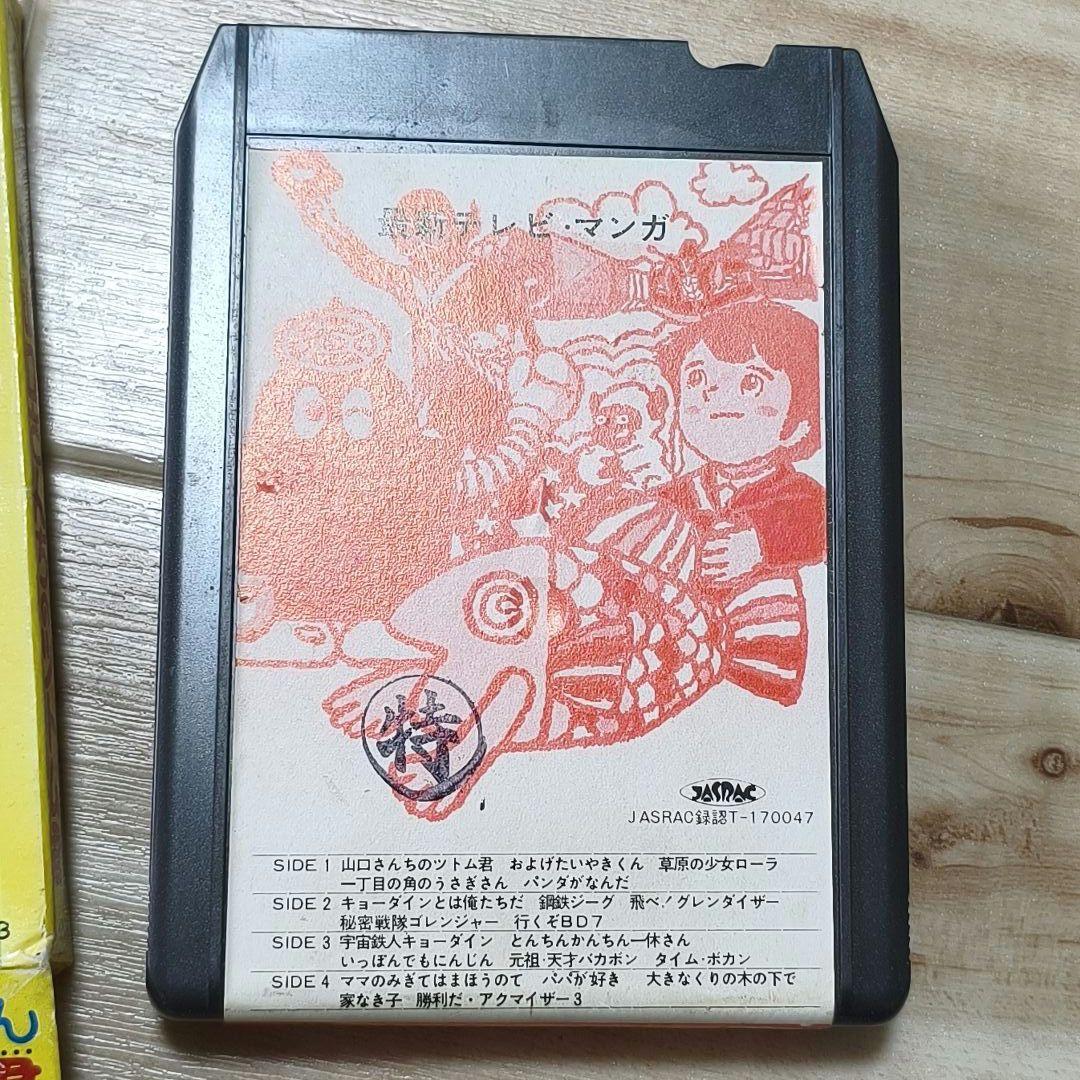 最新テレビ・マンガ
特
JASRAC
JASRAC録認T-170047
SIDE 1 山口さんちのツトム君 およげたいやきくん 草原の少女ローラ
一丁目の角のうさぎさん パンダがなんだ
SIDE 2 キョーダインとは俺たちだ 鋼鉄ジーグ 飛べ!グレンダイザー
秘密戦隊ゴレンジャー 行くぞBD7
SIDE 3 宇宙鉄人キョーダイン とんちんかんちん一休さん
いっぽんでもにんじん 元祖・天才バカボン タイム・ボカン
SIDE 4 ママのみぎてはまほうのて パパが好き 大きなくりの木の下で
家なき子 勝利だ・アクマイザー3
3
ん